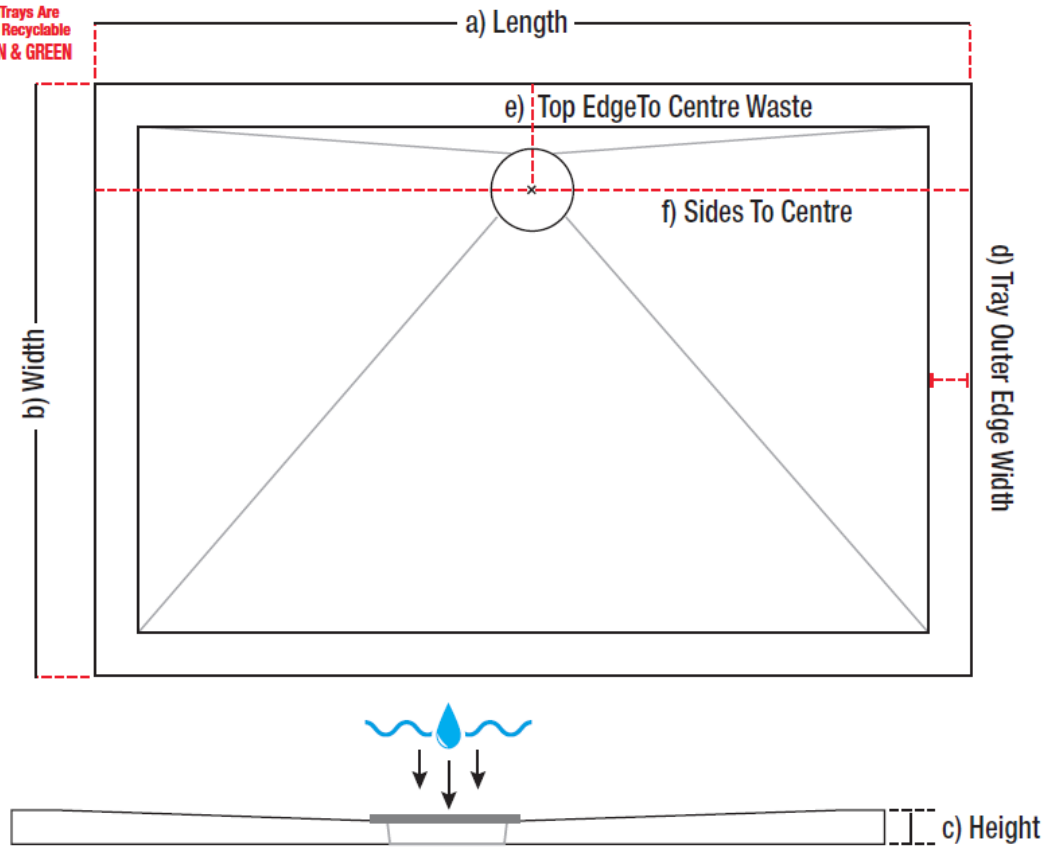 Trays Are
Recyclable
N & GREEN
a) Length
e) Top EdgeTo Centre Waste
f) Sides To Centre
d) Tray Outer Edge Width
b) Width
c) Height